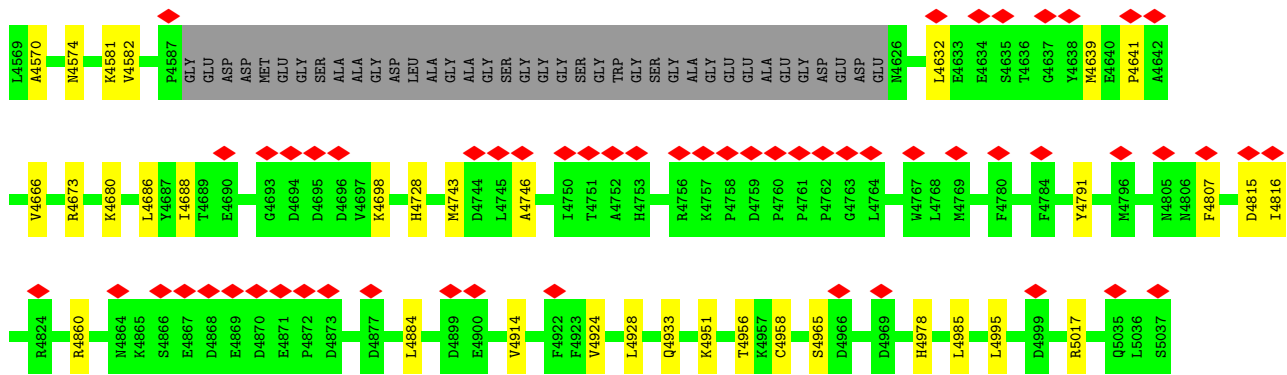 L4569 A4570 N4574 K4581 V4582 P4587 GLY GLU ASP ASP MET GLU GLY SER ALA ALA GLY ASP LEU ALA GLY ALA GLY SER GLY GLY GLY SER GLY TRP GLY SER GLY ALA GLY GLU GLU ALA GLU GLY ASP GLU ASP GLU N4626 L4632 E4633 E4634 S4635 T4636 G4637 Y4638 M4639 E4640 P4641 A4642
V4666 R4673 K4680 L4686 Y4687 I4688 T4689 E4690 G4693 D4694 D4695 D4696 V4697 K4698 H4728 M4743 D4744 L4745 A4746 I4750 T4751 A4752 H4753 R4756 K4757 P4758 D4759 P4760 P4761 P4762 G4763 L4764 W4767 L4768 M4769 F4780 F4784 Y4791 M4796 N4805 N4806 F4807 D4815 I4816
R4824 R4860 N4864 K4865 S4866 E4867 D4868 E4869 D4870 E4871 P4872 D4873 D4877 L4884 D4899 E4900 V4914 F4922 F4923 V4924 L4928 Q4933 K4951 T4956 K4957 C4958 S4965 D4966 D4969 H4978 L4985 L4995 D4999 R5017 Q5035 L5036 S5037